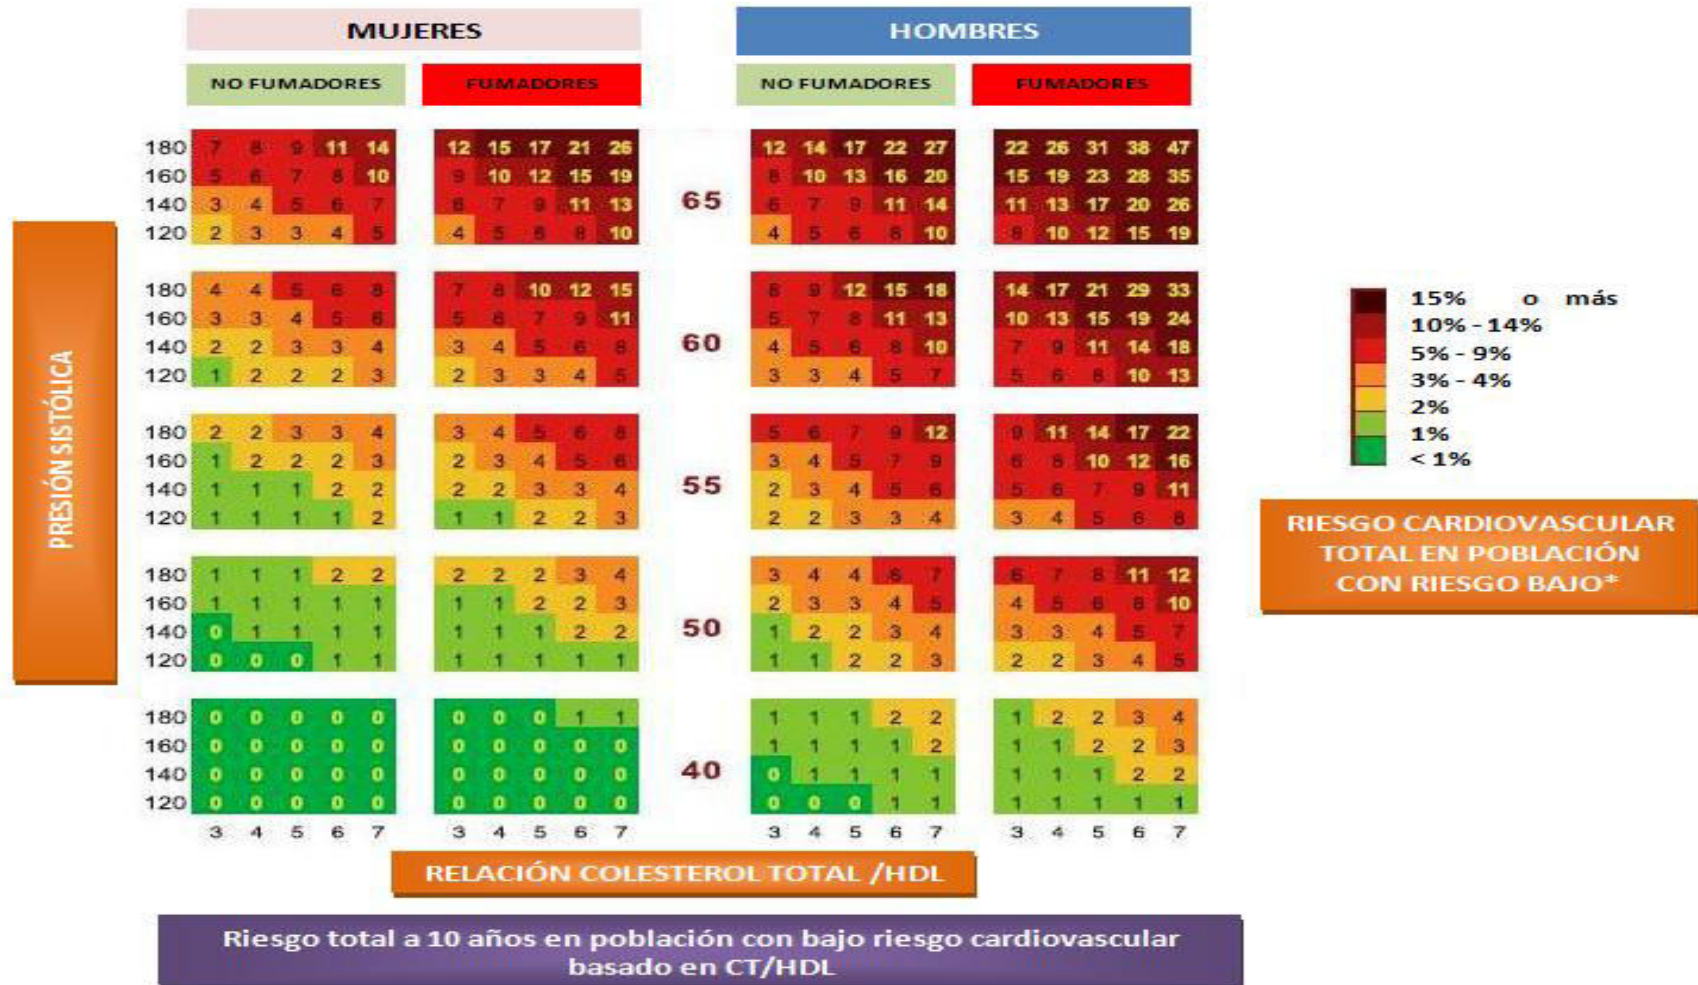 MUJERES HOMBRES
NO FUMADORES FUMADORES NO FUMADORES FUMADORES
180 7 8 9 11 14 12 15 17 21 26 12 14 17 22 27 22 26 31 38 47
160 5 6 7 8 10 9 10 12 15 19 8 10 13 16 20 15 19 23 28 35
140 3 4 5 6 7 6 7 9 11 13 65 6 7 9 11 14 11 13 17 20 26
120 2 3 3 4 5 4 5 6 8 10 4 5 6 8 10 8 10 12 15 19
180 4 4 5 6 8 7 8 10 12 15 8 9 12 15 18 14 17 21 29 33
160 3 3 4 5 6 5 6 7 9 11 5 7 8 11 13 10 13 15 19 24
140 2 2 3 3 4 3 4 5 6 8 60 4 5 6 8 10 7 9 11 14 18
120 1 2 2 2 3 2 3 3 4 5 3 3 4 5 7 5 6 8 10 13
180 2 2 3 3 4 3 4 5 6 8 5 6 7 9 12 9 11 14 17 22
160 1 2 2 2 3 2 3 4 5 6 3 4 5 7 9 6 8 10 12 16
140 1 1 1 2 2 2 2 3 3 4 55 2 3 4 5 6 5 6 7 9 11
120 1 1 1 1 2 1 1 2 2 3 2 2 3 3 4 3 4 5 6 8
180 1 1 1 2 2 2 2 2 3 4 3 4 4 6 7 6 7 8 11 12
160 1 1 1 1 1 1 1 2 2 3 2 3 3 4 5 4 5 6 8 10
140 0 1 1 1 1 1 1 1 2 2 50 1 2 2 3 4 3 3 4 5 7
120 0 0 0 1 1 1 1 1 1 1 1 1 2 2 3 2 2 3 4 5
180 0 0 0 0 0 0 0 0 1 1 1 1 1 2 2 1 2 2 3 4
160 0 0 0 0 0 0 0 0 0 0 1 1 1 1 2 1 1 2 2 3
140 0 0 0 0 0 0 0 0 0 0 40 0 1 1 1 1 1 1 1 2 2
120 0 0 0 0 0 0 0 0 0 0 0 0 0 1 1 1 1 1 1 1
3 4 5 6 7 3 4 5 6 7 3 4 5 6 7 3 4 5 6 7
PRESIÓN SISTÓLICA
15% o más
10% - 14%
5% - 9%
3% - 4%
2%
1%
< 1%
RIESGO CARDIOVASCULAR
TOTAL EN POBLACIÓN
CON RIESGO BAJO*
RELACIÓN COLESTEROL TOTAL /HDL
Riesgo total a 10 años en población con bajo riesgo cardiovascular
basado en CT/HDL